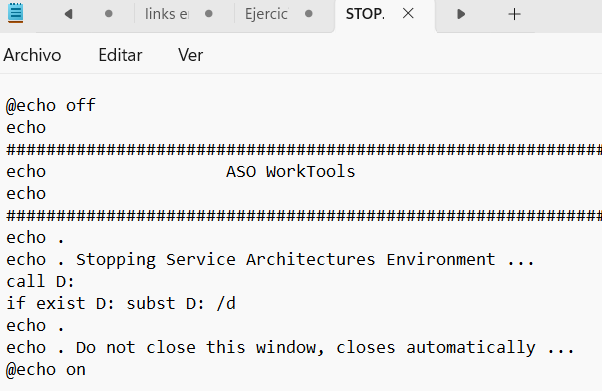 links e
Ejercic
STOP.
Archivo Editar Ver
@echo off
echo
############################################################
echo                  ASO WorkTools
echo
############################################################
echo .
echo . Stopping Service Architectures Environment ...
call D:
if exist D: subst D: /d
echo .
echo . Do not close this window, closes automatically ...
@echo on